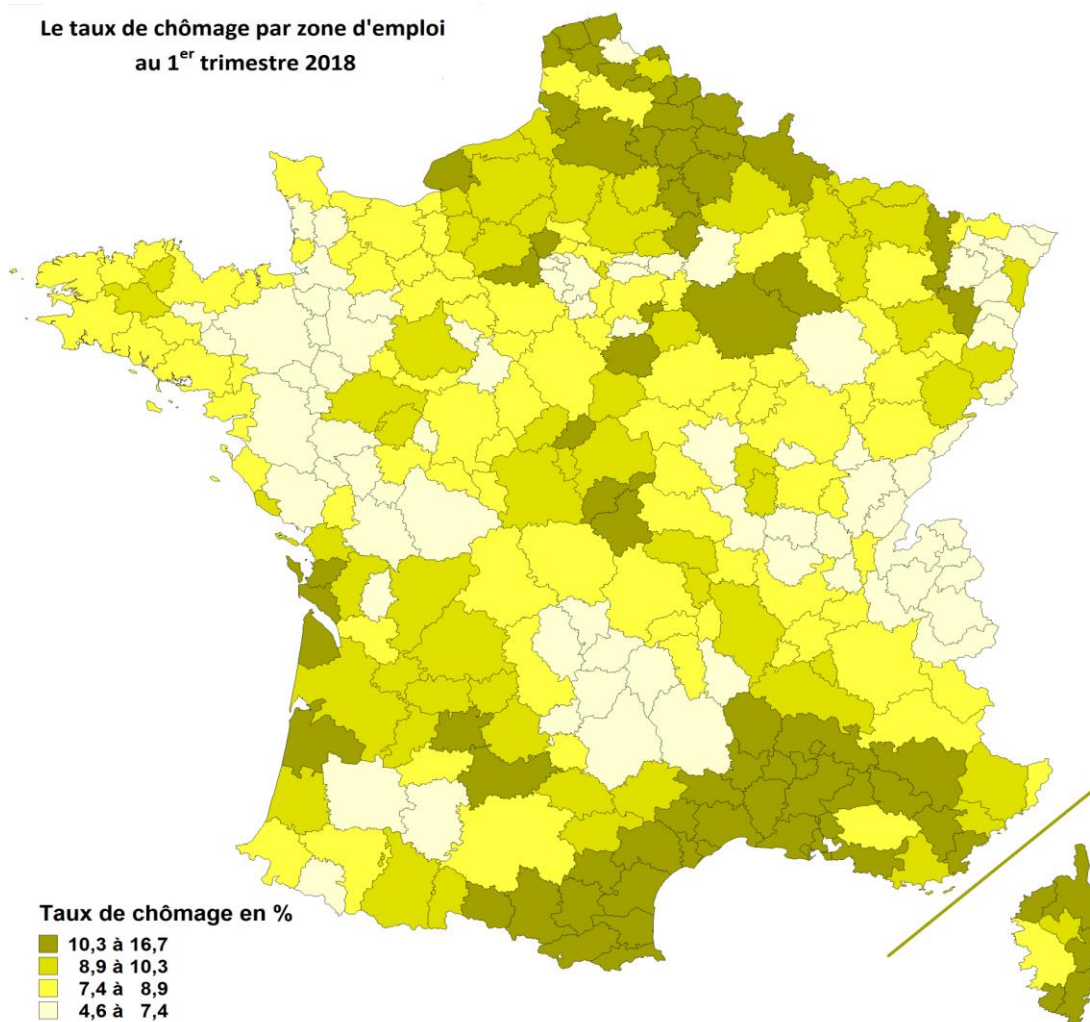 Le taux de chômage par zone d'emploi
au 1er trimestre 2018
Taux de chômage en %
10,3 à 16,7
8,9 à 10,3
7,4 à 8,9
4,6 à 7,4